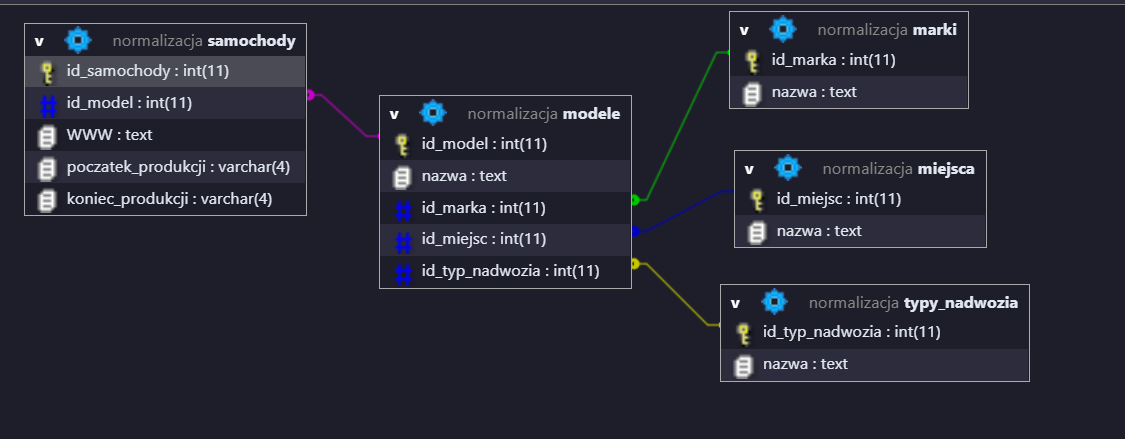 v normalizacja samochody
id_samochody : int(11)
id_model : int(11)
WWW : text
poczatek_produkcji : varchar(4)
koniec_produkcji : varchar(4)
v normalizacja modele
id_model : int(11)
nazwa : text
id_marka : int(11)
id_miejsc : int(11)
id_typ_nadwozia : int(11)
v normalizacja marki
id_marka : int(11)
nazwa : text
v normalizacja miejsca
id_miejsc : int(11)
nazwa : text
v normalizacja typy_nadwozia
id_typ_nadwozia : int(11)
nazwa : text